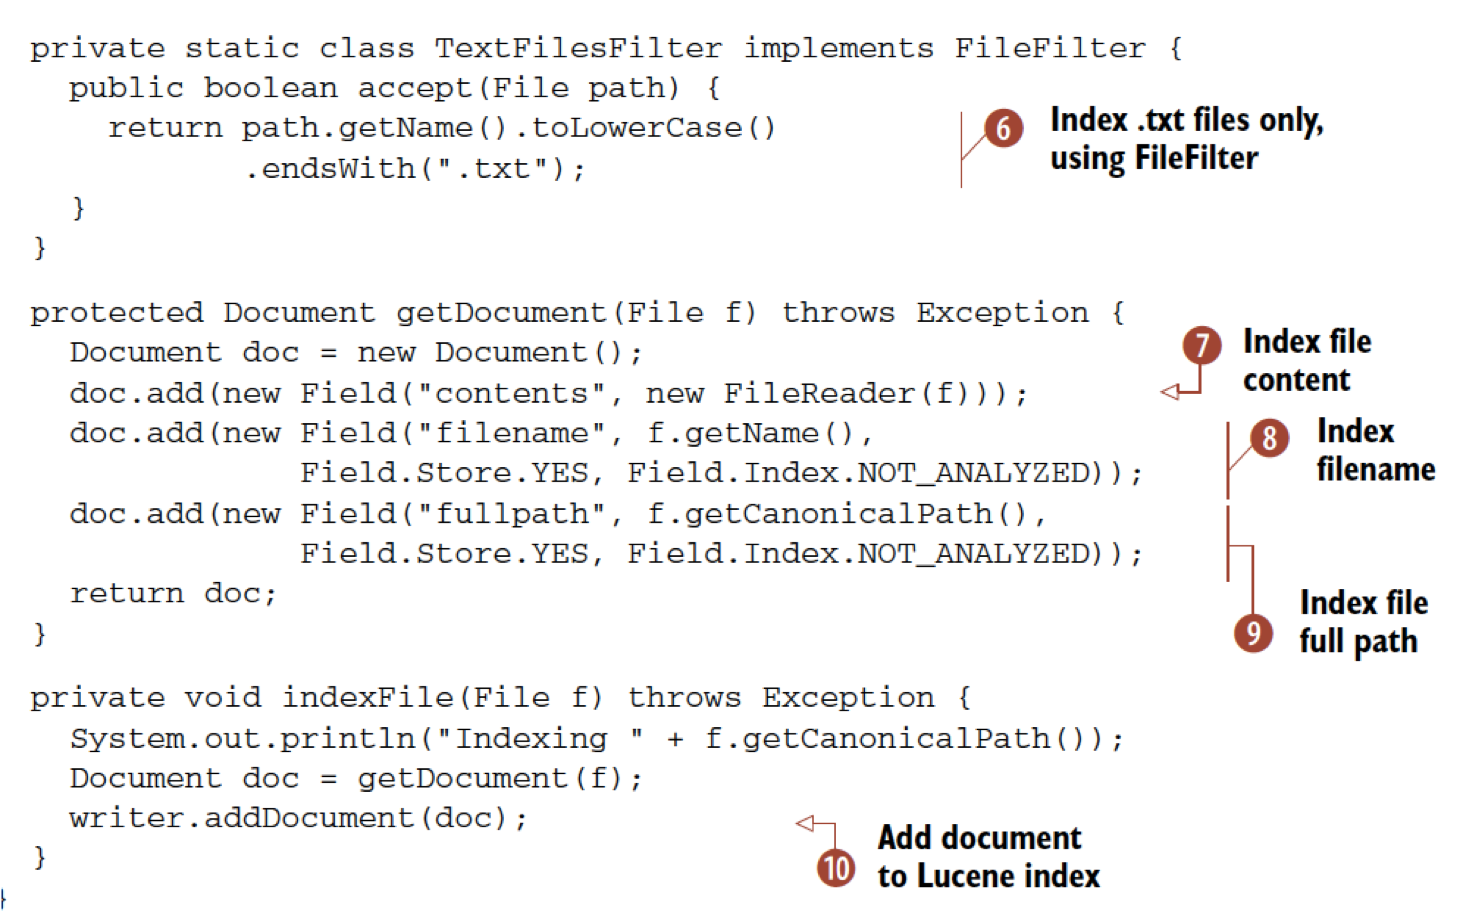 private static class TextFilesFilter implements FileFilter {
public boolean accept(File path) {
return path.getName().toLowerCase()
.endsWith(".txt");
}
}
6 Index .txt files only,
using FileFilter
protected Document getDocument(File f) throws Exception {
Document doc = new Document();
doc.add(new Field("contents", new FileReader(f)));
doc.add(new Field("filename", f.getName(),
Field.Store.YES, Field.Index.NOT_ANALYZED));
doc.add(new Field("fullpath", f.getCanonicalPath(),
Field.Store.YES, Field.Index.NOT_ANALYZED));
return doc;
}
7 Index file
content
8 Index
filename
9 Index file
full path
private void indexFile(File f) throws Exception {
System.out.println("Indexing " + f.getCanonicalPath());
Document doc = getDocument(f);
writer.addDocument(doc);
}
10 Add document
to Lucene index
}